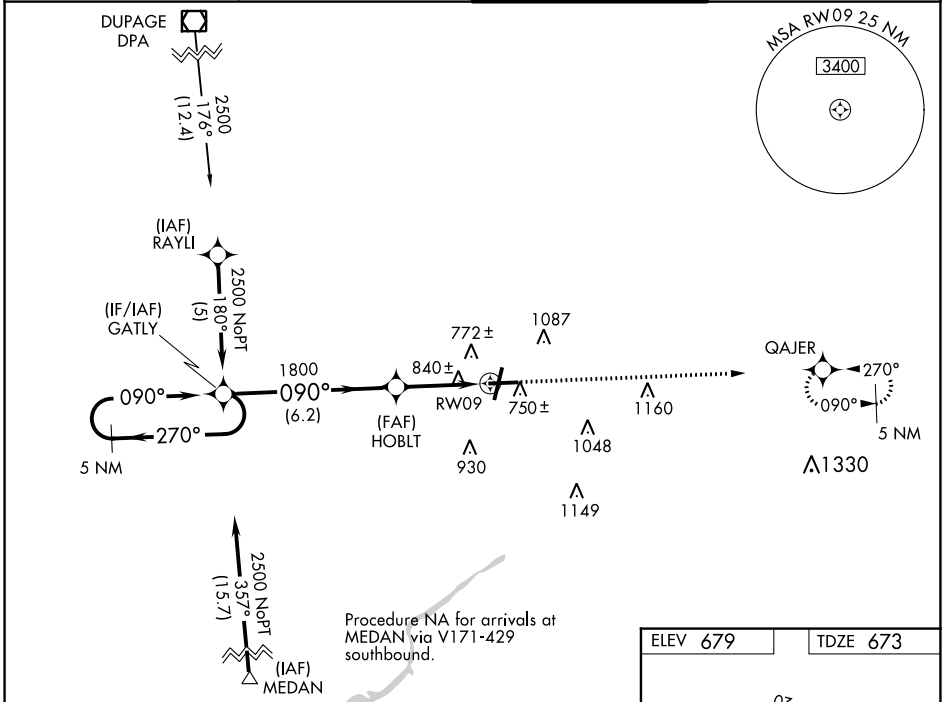 DUPAGE
DPA
MSA RW09 25 NM
3400
2500
176°
(12.4)
(IAF)
RAYLI
2500 NoPT
180°
(5)
(IF/IAF)
GATLY
1087
772±
QAJER
1800
840±
270°
090°
090°
(6.2)
RW09
750±
1160
090°
(FAF)
HOBLT
270°
1048
5 NM
5 NM
930
1330
1149
2500 NoPT
357°
(15.7)
Procedure NA for arrivals at
MEDAN via V171-429
southbound.
(IAF)
MEDAN
ELEV 679
TDZE 673